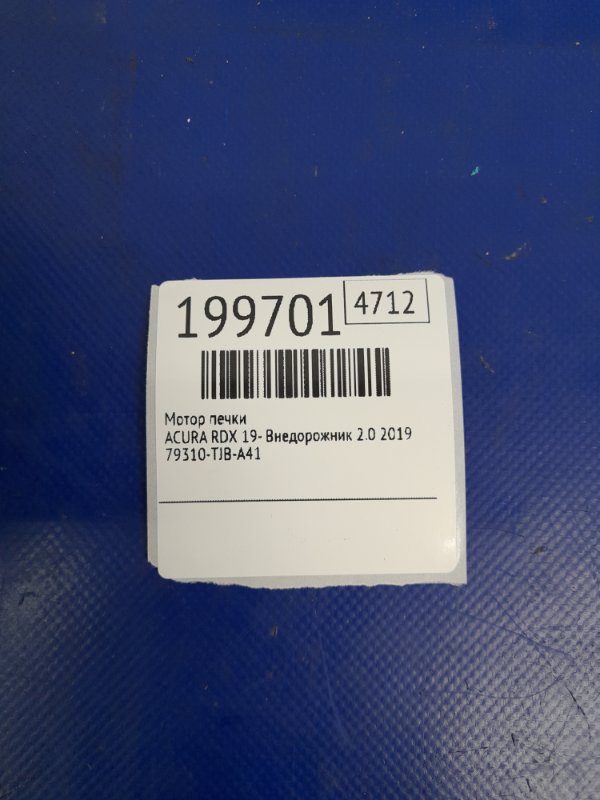 199701 4712
Мотор печки
ACURA RDX 19- Внедорожник 2.0 2019
79310-TJB-A41